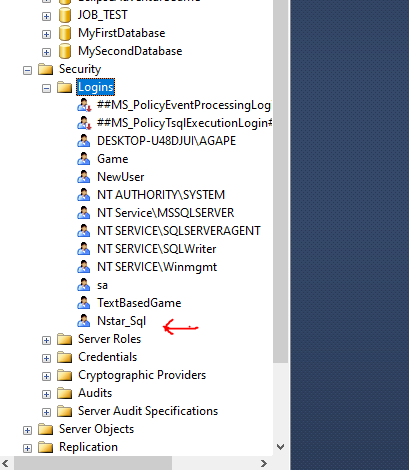 JOB_TEST
MyFirstDatabase
MySecondDatabase
Security
Logins
##MS_PolicyEventProcessingLog
##MS_PolicyTsqlExecutionLogin#
DESKTOP-U48DJUI\AGAPE
Game
NewUser
NT AUTHORITY\SYSTEM
NT Service\MSSQLSERVER
NT SERVICE\SQLSERVERAGENT
NT SERVICE\SQLWriter
NT SERVICE\Winmgmt
sa
TextBasedGame
Nstar_Sql
Server Roles
Credentials
Cryptographic Providers
Audits
Server Audit Specifications
Server Objects
Replication